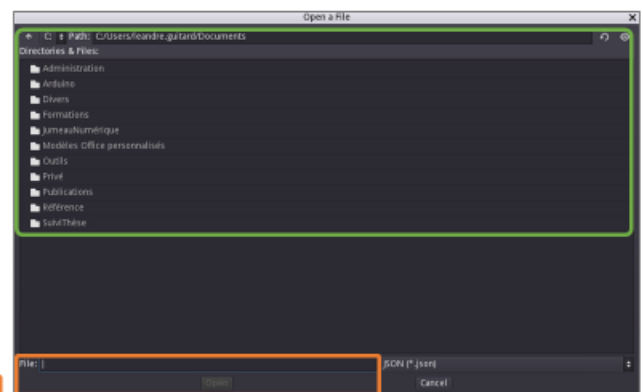 Open a File
C: Path: C:/Users/leandre.guitard/Documents
Directories & Files:
Administration
Arduino
Divers
Formations
JumeauNumérique
Modèles Office personnalisés
Outils
Privé
Publications
Référence
SuiviThèse
File: JSON (*.json)
Open Cancel